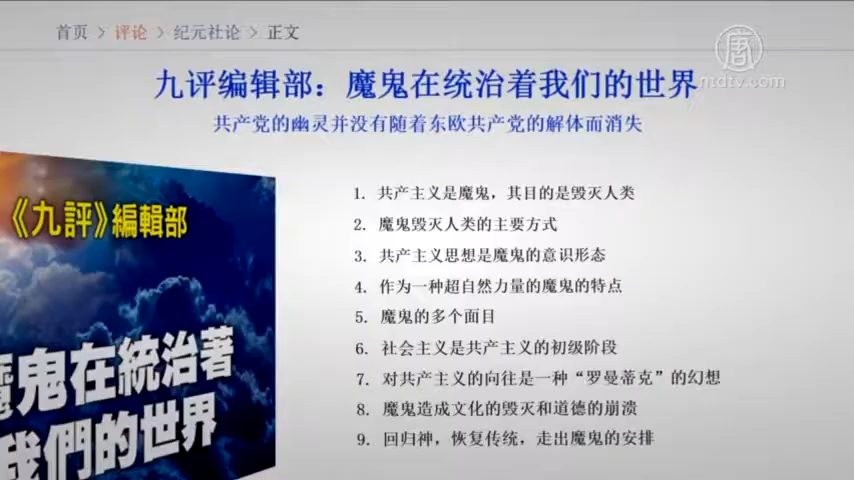 首页 > 评论 > 纪元社论 > 正文
唐
ntdtv.com
九评编辑部：魔鬼在统治着我们的世界
共产党的幽灵并没有随着东欧共产党的解体而消失
《九評》編輯部
魔鬼在統治著
我們的世界
1. 共产主义是魔鬼，其目的是毁灭人类
2. 魔鬼毁灭人类的主要方式
3. 共产主义思想是魔鬼的意识形态
4. 作为一种超自然力量的魔鬼的特点
5. 魔鬼的多个面目
6. 社会主义是共产主义的初级阶段
7. 对共产主义的向往是一种“罗曼蒂克”的幻想
8. 魔鬼造成文化的毁灭和道德的崩溃
9. 回归神，恢复传统，走出魔鬼的安排